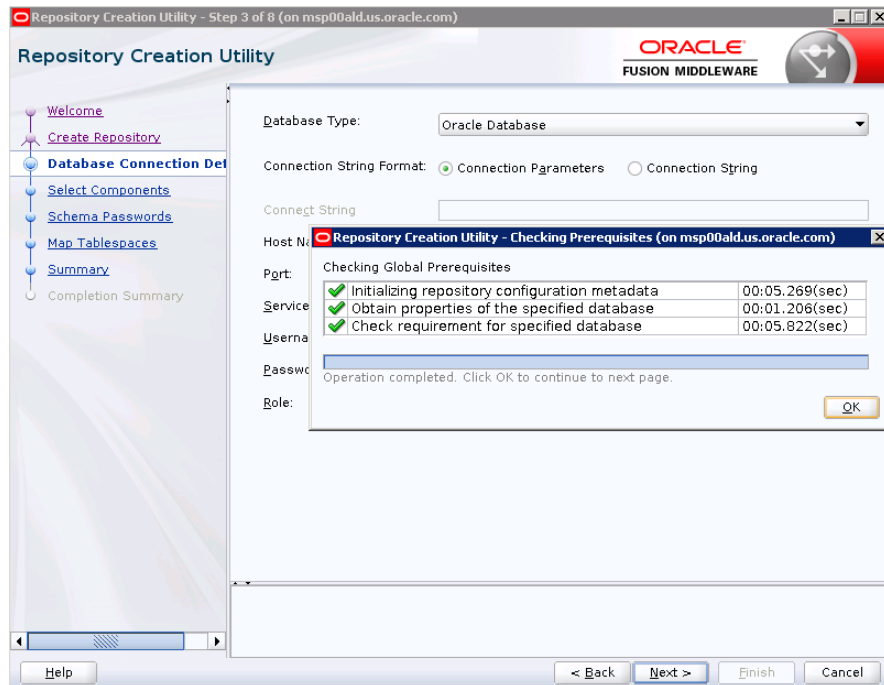 Repository Creation Utility - Step 3 of 8 (on msp00ald.us.oracle.com)
Repository Creation Utility
ORACLE
FUSION MIDDLEWARE
Welcome
Create Repository
Database Connection Det
Select Components
Schema Passwords
Map Tablespaces
Summary
Completion Summary
Database Type: Oracle Database
Connection String Format: Connection Parameters Connection String
Connect String
Host Na
Port:
Service
Userna
Passwo
Role:
Repository Creation Utility - Checking Prerequisites (on msp00ald.us.oracle.com)
Checking Global Prerequisites
Initializing repository configuration metadata 00:05.269(sec)
Obtain properties of the specified database 00:01.206(sec)
Check requirement for specified database 00:05.822(sec)
Operation completed. Click OK to continue to next page.
OK
Help < Back Next > Finish Cancel